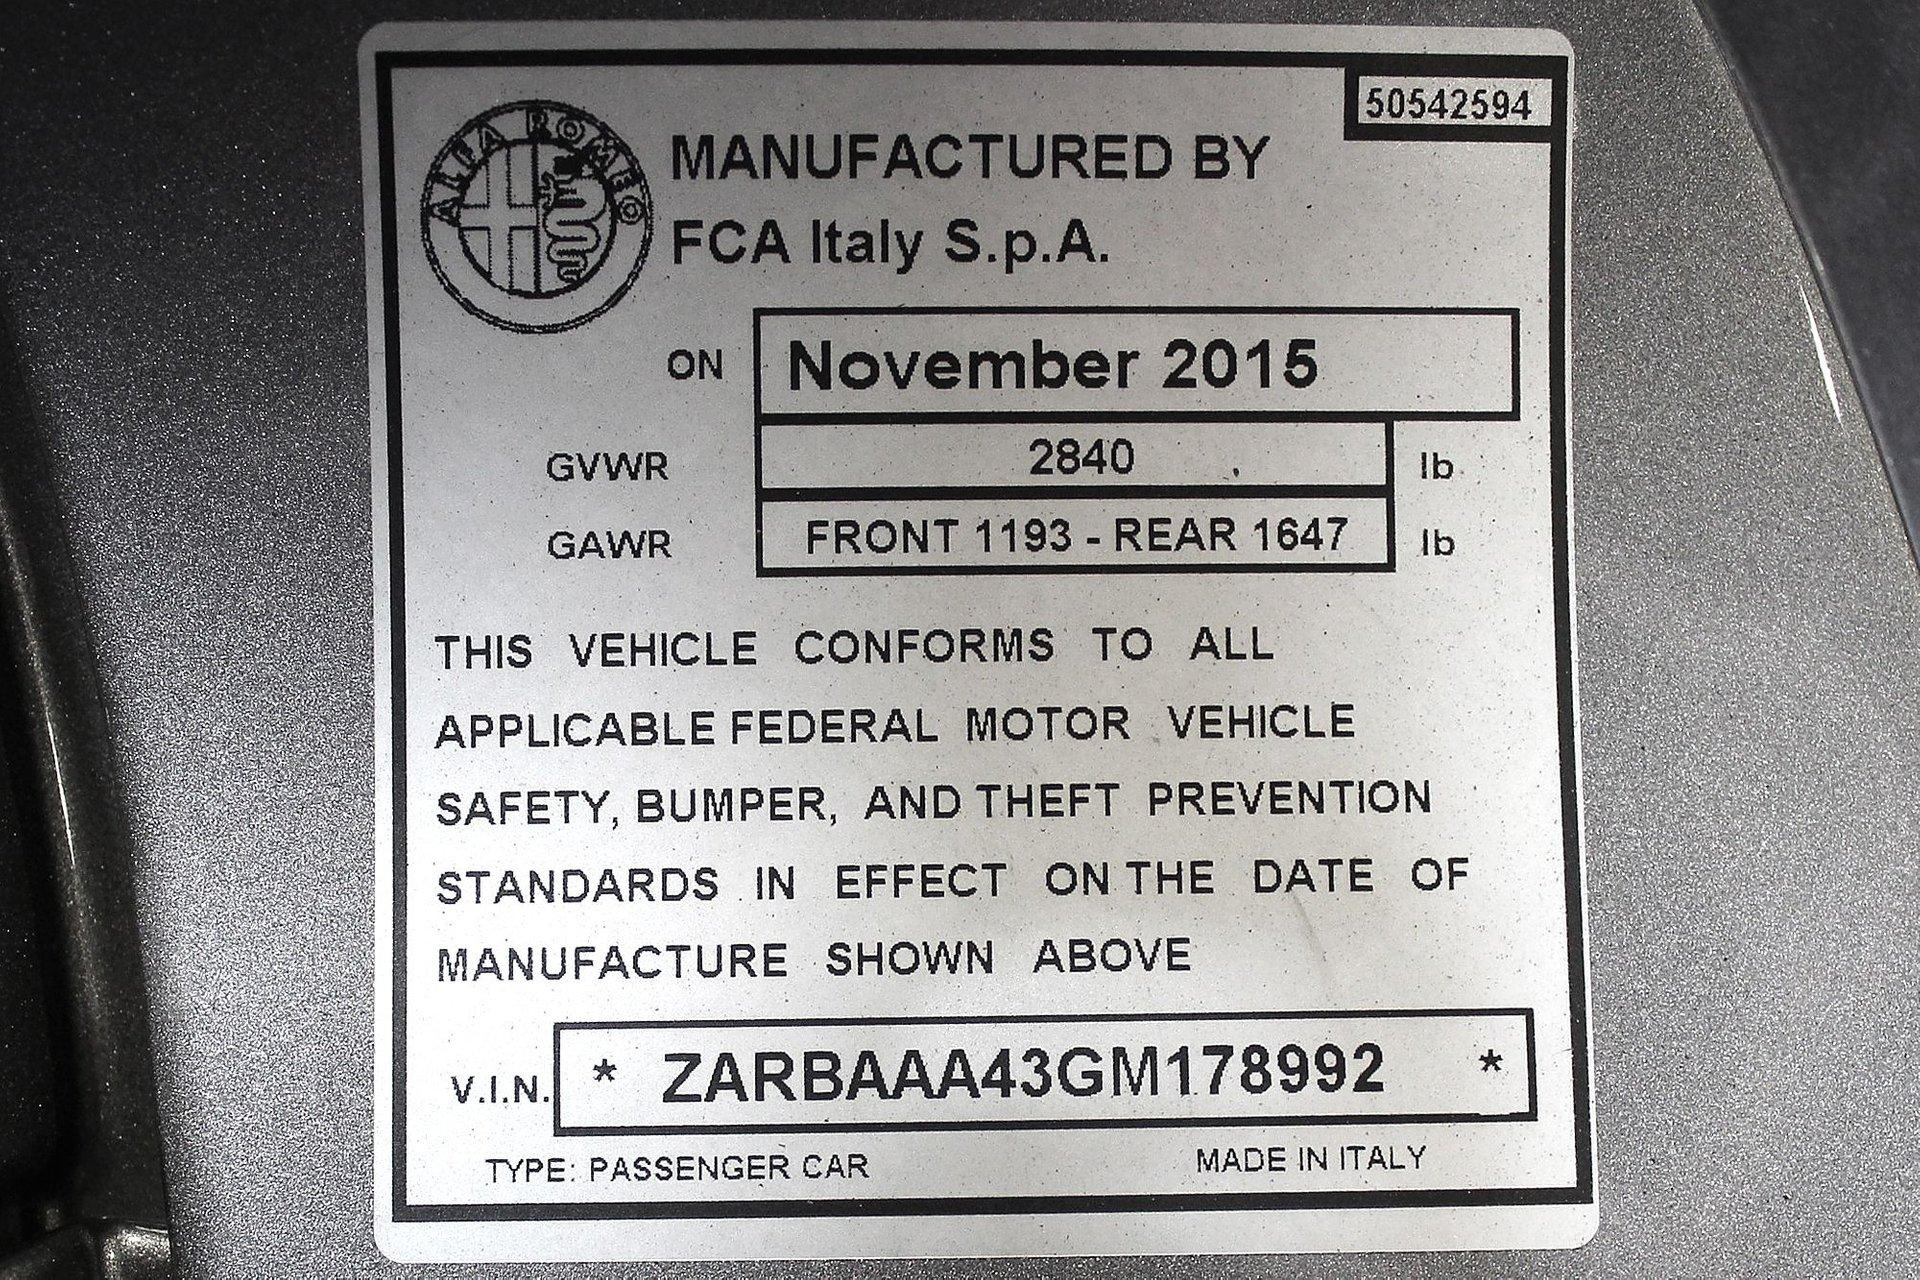 50542594
ALFA ROMEO
MANUFACTURED BY
FCA Italy S.p.A.
ON November 2015
GVWR 2840 lb
GAWR FRONT 1193 - REAR 1647 lb
THIS VEHICLE CONFORMS TO ALL
APPLICABLE FEDERAL MOTOR VEHICLE
SAFETY, BUMPER, AND THEFT PREVENTION
STANDARDS IN EFFECT ON THE DATE OF
MANUFACTURE SHOWN ABOVE
V.I.N. * ZARBAAA43GM178992 *
TYPE: PASSENGER CAR MADE IN ITALY